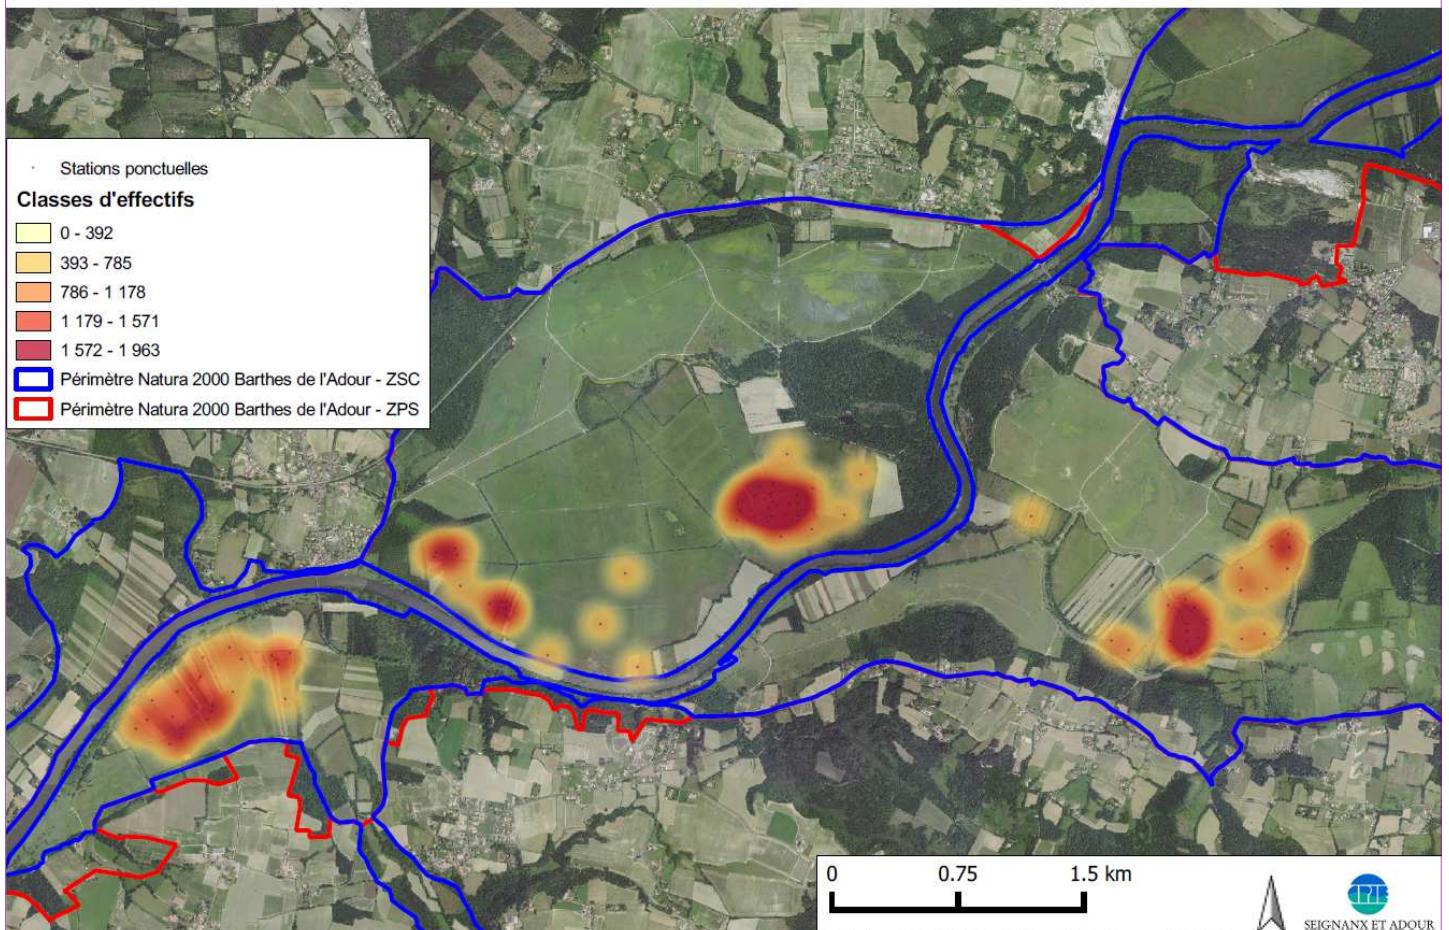 Stations ponctuelles
Classes d'effectifs
0 - 392
393 - 785
786 - 1 178
1 179 - 1 571
1 572 - 1 963
Périmètre Natura 2000 Barthes de l'Adour - ZSC
Périmètre Natura 2000 Barthes de l'Adour - ZPS
0 0.75 1.5 km
CPIE
SEIGNANX ET ADOUR